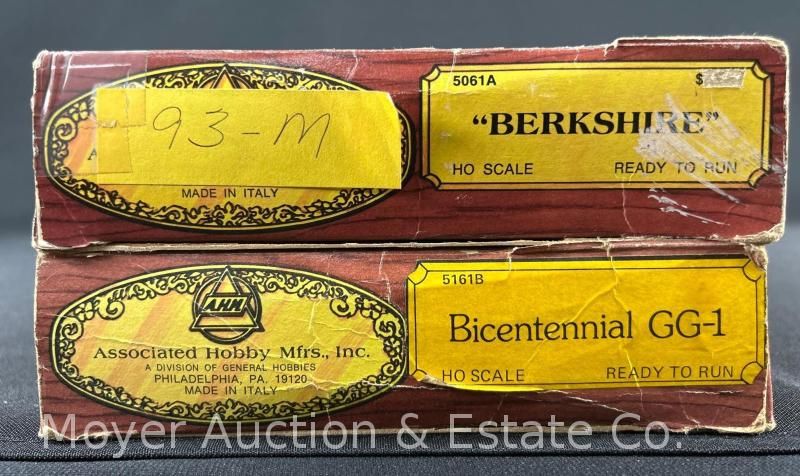 5061A $
93-M "BERKSHIRE"
HO SCALE READY TO RUN
MADE IN ITALY
5161B
AHM
Bicentennial GG-1
Associated Hobby Mfrs., Inc.
A DIVISION OF GENERAL HOBBIES
HO SCALE READY TO RUN
PHILADELPHIA, PA. 19120
MADE IN ITALY
Moyer Auction & Estate Co.